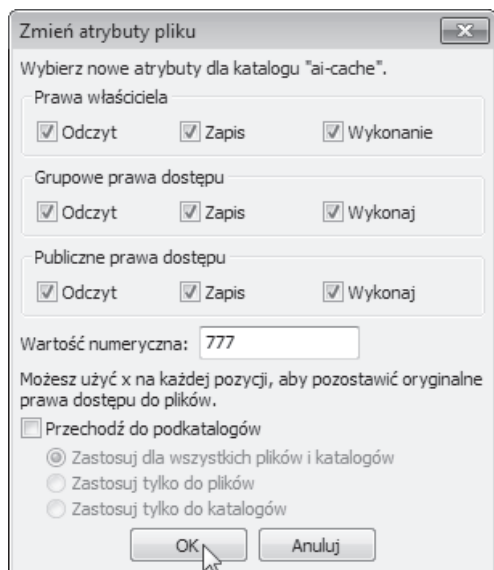 Zmień atrybuty pliku
Wybierz nowe atrybuty dla katalogu "ai-cache".
Prawa właściciela
Odczyt Zapis Wykonanie
Grupowe prawa dostępu
Odczyt Zapis Wykonaj
Publiczne prawa dostępu
Odczyt Zapis Wykonaj
Wartość numeryczna: 777
Możesz użyć x na każdej pozycji, aby pozostawić oryginalne
prawa dostępu do plików.
Przechodź do podkatalogów
Zastosuj dla wszystkich plików i katalogów
Zastosuj tylko do plików
Zastosuj tylko do katalogów
OK Anuluj